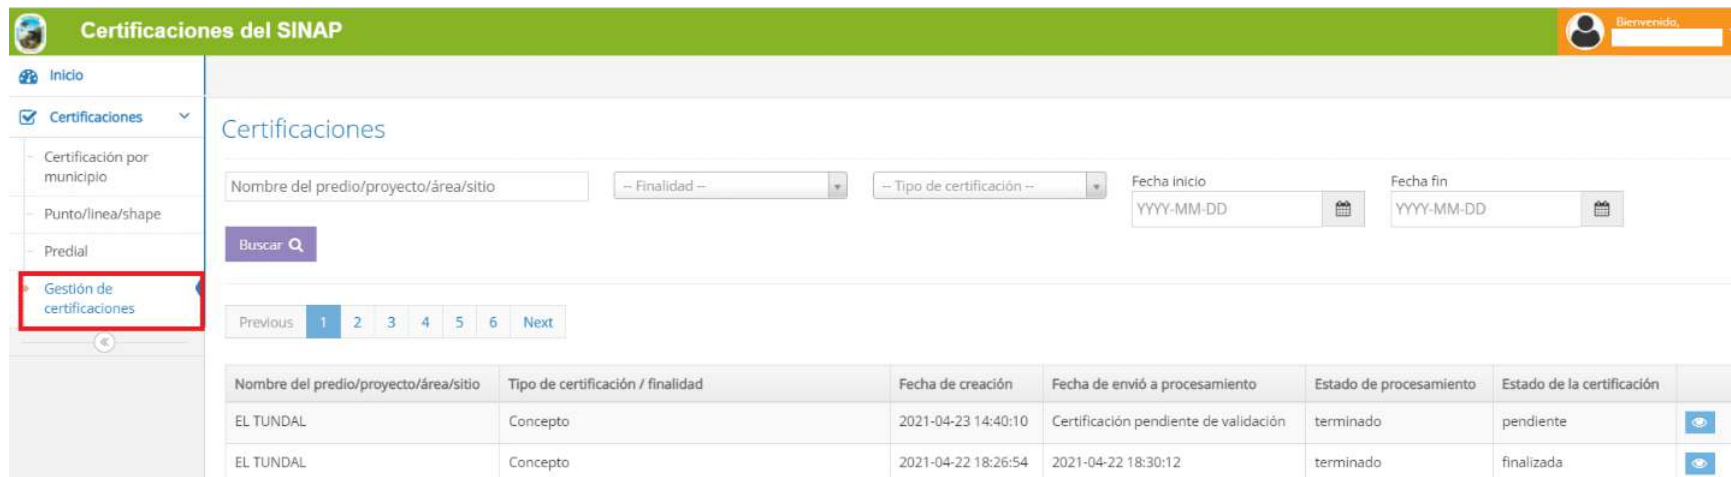 Certificaciones del SINAP
Bienvenido,
Inicio
Certificaciones
Certificación por
municipio
Punto/linea/shape
Predial
Gestión de
certificaciones
Certificaciones
Nombre del predio/proyecto/área/sitio
-- Finalidad --
-- Tipo de certificación --
Fecha inicio
YYYY-MM-DD
Fecha fin
YYYY-MM-DD
Buscar
Previous 1 2 3 4 5 6 Next
Nombre del predio/proyecto/área/sitio Tipo de certificación / finalidad Fecha de creación Fecha de envió a procesamiento Estado de procesamiento Estado de la certificación
EL TUNDAL Concepto 2021-04-23 14:40:10 Certificación pendiente de validación terminado pendiente
EL TUNDAL Concepto 2021-04-22 18:26:54 2021-04-22 18:30:12 terminado finalizada